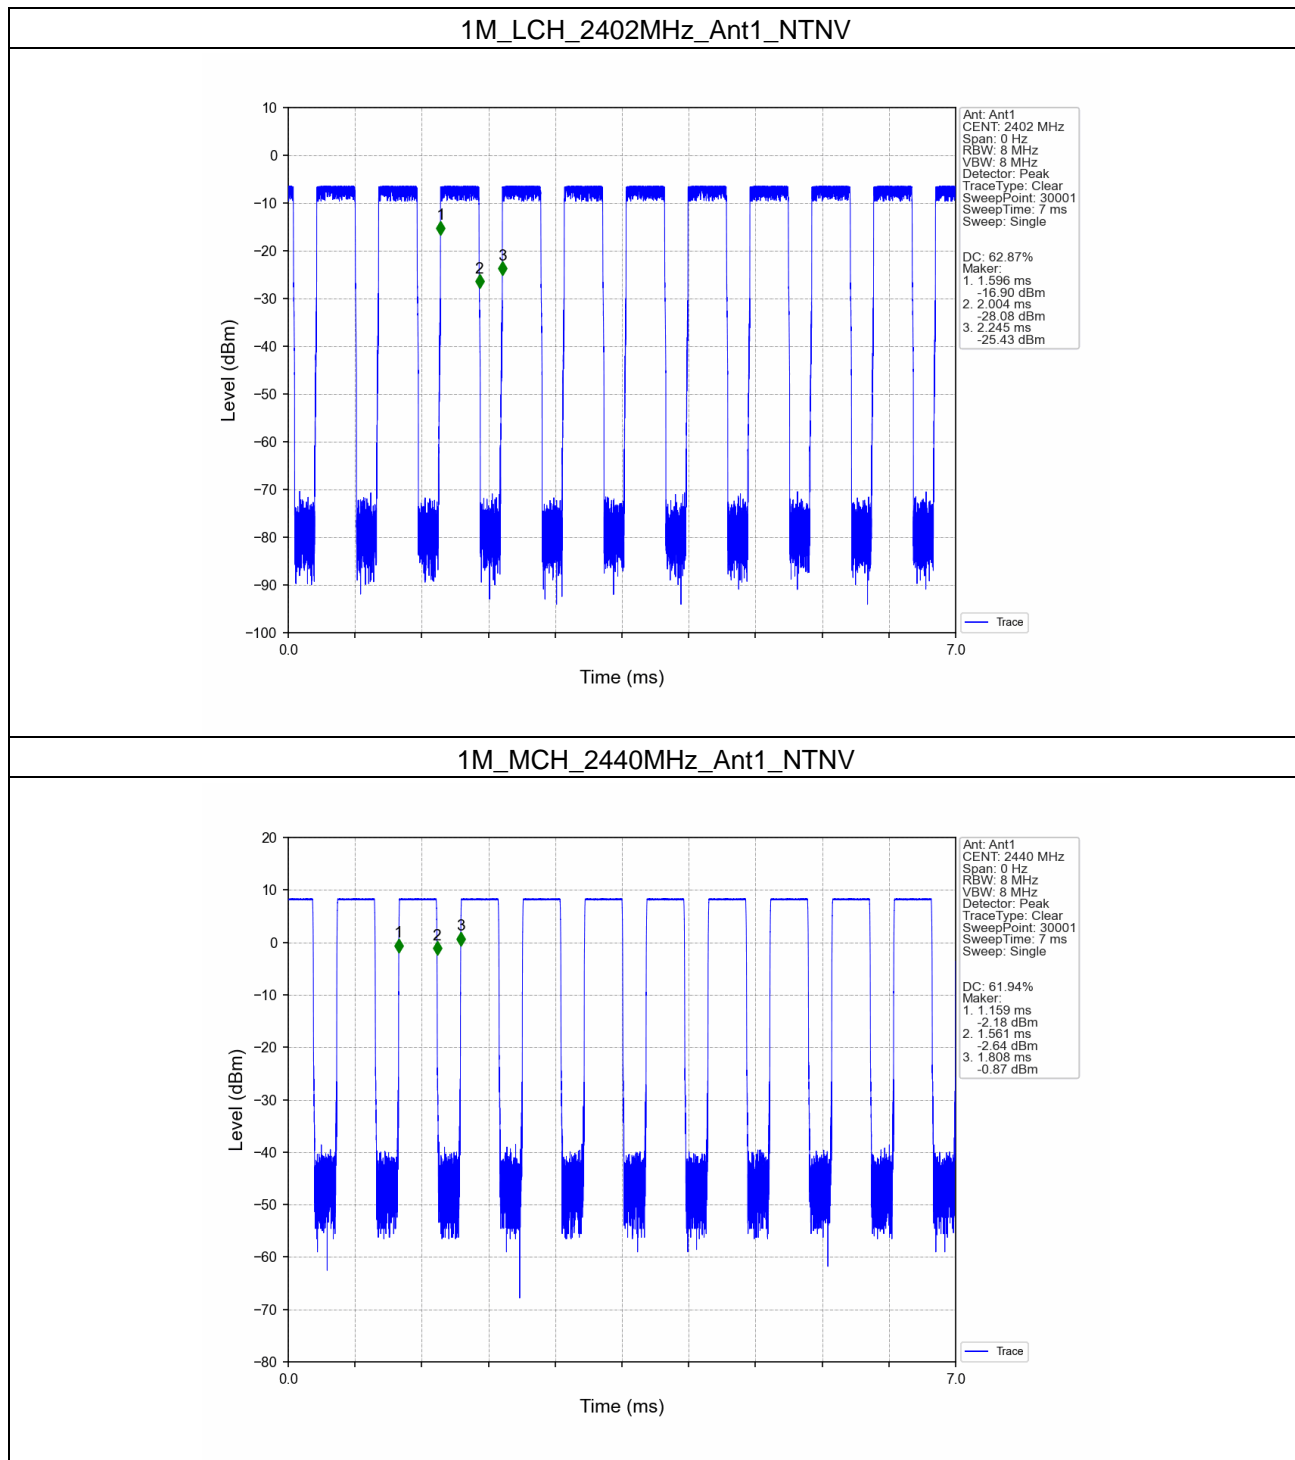 1M_LCH_2402MHz_Ant1_NTNV
10
0
−10
−20
−30
−40
−50
−60
−70
−80
−90
−100
Level (dBm)
1
2
3
0.0
7.0
Time (ms)
Ant: Ant1
CENT: 2402 MHz
Span: 0 Hz
RBW: 8 MHz
VBW: 8 MHz
Detector: Peak
TraceType: Clear
SweepPoint: 30001
SweepTime: 7 ms
Sweep: Single
DC: 62.87%
Maker:
1. 1.596 ms
-16.90 dBm
2. 2.004 ms
-28.08 dBm
3. 2.245 ms
-25.43 dBm
Trace
1M_MCH_2440MHz_Ant1_NTNV
20
10
0
−10
−20
−30
−40
−50
−60
−70
−80
Level (dBm)
1
2
3
0.0
7.0
Time (ms)
Ant: Ant1
CENT: 2440 MHz
Span: 0 Hz
RBW: 8 MHz
VBW: 8 MHz
Detector: Peak
TraceType: Clear
SweepPoint: 30001
SweepTime: 7 ms
Sweep: Single
DC: 61.94%
Maker:
1. 1.159 ms
-2.18 dBm
2. 1.561 ms
-2.64 dBm
3. 1.808 ms
-0.87 dBm
Trace